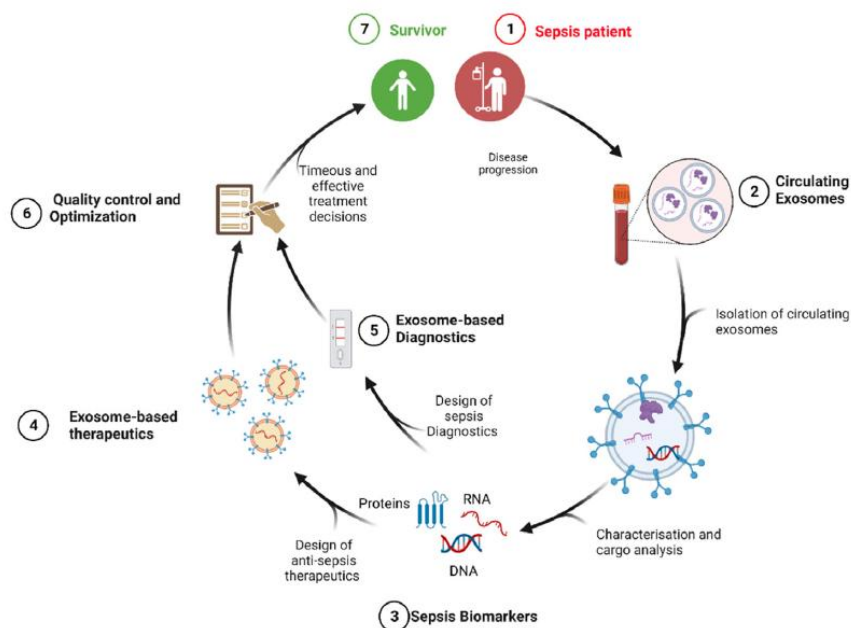 7 Survivor
1 Sepsis patient
Disease
progression
2 Circulating
Exosomes
Isolation of circulating
exosomes
Characterisation and
cargo analysis
Proteins
RNA
DNA
3 Sepsis Biomarkers
Design of
anti-sepsis
therapeutics
4 Exosome-based
therapeutics
Design of
sepsis
Diagnostics
5 Exosome-based
Diagnostics
6 Quality control and
Optimization
Timeous and
effective
treatment
decisions